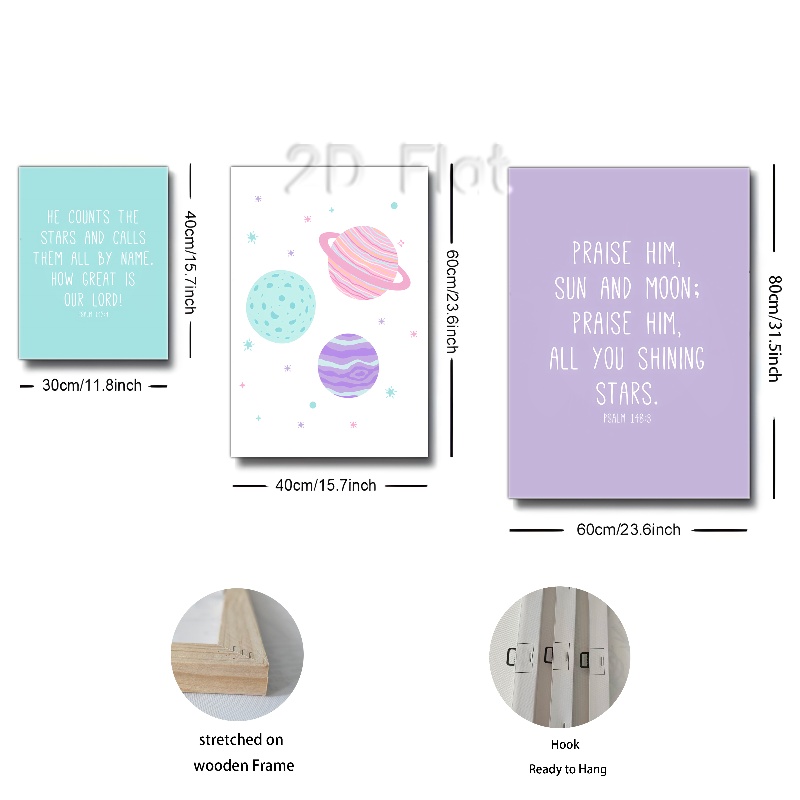 2D Flat.
HE COUNTS THE
STARS AND CALLS
THEM ALL BY NAME.
HOW GREAT IS
OUR LORD!
40cm/15.7inch
30cm/11.8inch
60cm/23.6inch
40cm/15.7inch
PRAISE HIM,
SUN AND MOON;
PRAISE HIM,
ALL YOU SHINING
STARS.
PSALM 148:3
80cm/31.5inch
60cm/23.6inch
stretched on
wooden Frame
Hook
Ready to Hang